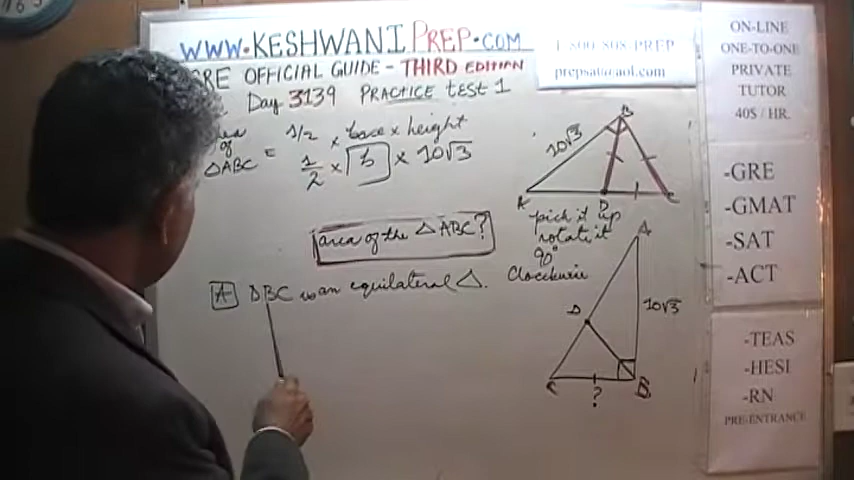 WWW.KESHWANIPREP.COM
GRE OFFICIAL GUIDE - THIRD EDITION
Day 3139 PRACTICE test 1
1-800-808-PREP
prepsat@aol.com
Area of △ABC = 1/2 × base × height
1/2 × b × 10√3
area of the △ABC?
A DBC is an equilateral △.
10√3
A
B
C
D
pick it up
rotate it
90°
Clockwise
A
D
10√3
C
B
?
ON-LINE
ONE-TO-ONE
PRIVATE
TUTOR
40$ / HR.
-GRE
-GMAT
-SAT
-ACT
-TEAS
-HESI
-RN
PRE-ENTRANCE